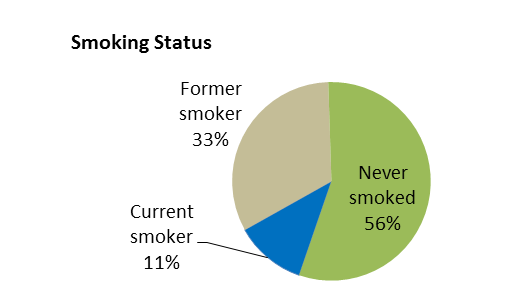 Smoking Status
Former
smoker
33%
Never
smoked
56%
Current
smoker
11%